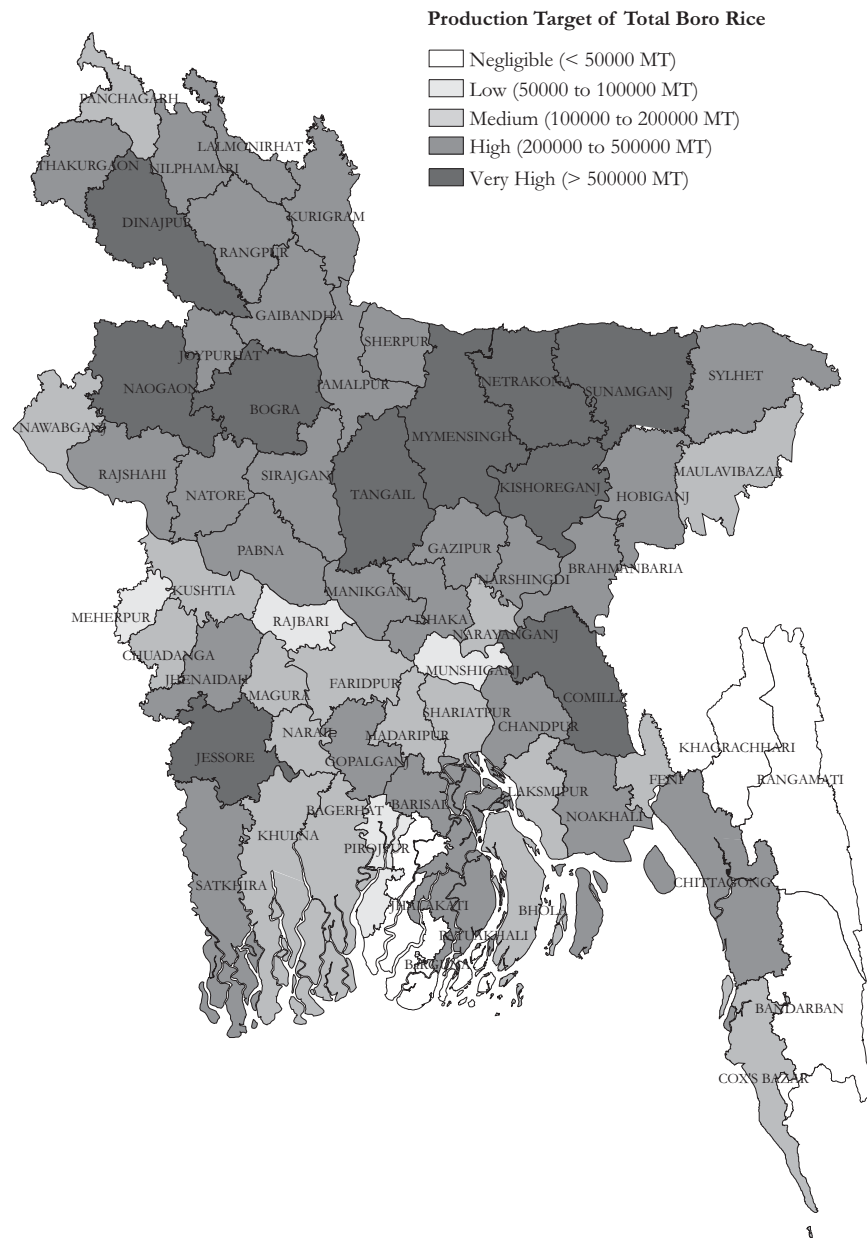 Production Target of Total Boro Rice
Negligible (< 50000 MT)
Low (50000 to 100000 MT)
Medium (100000 to 200000 MT)
High (200000 to 500000 MT)
Very High (> 500000 MT)
PANCHAGARH
LALMONIRHAT
THAKURGAON
NILPHAMARI
DINAJPUR
KURIGRAM
RANGPUR
GAIBANDHA
SHERPUR
JOYPURHAT
SYLHET
NETRAKONA
PAMALPUR
NAOGAON
SUNAMGANJ
BOGRA
NAWABGANJ
MYMENSINGH
MAULAVIBAZAR
RAJSHAHI
SIRAJGANJ
KISHOREGANJ
NATORE
TANGAIL
HOBIGANJ
PABNA
GAZIPUR
BRAHMANBARIA
NARSHINGDI
KUSHTIA
MANIKGANJ
MEHERPUR
RAJBARI
DHAKA
NARAYANGANJ
CHUADANGA
MUNSHIGANJ
JHENAIDAH
FARIDPUR
MAGURA
COMILLA
SHARIATPUR
CHANDPUR
NARAIL
MADARIPUR
KHAGRACHHARI
JESSORE
GOPALGANJ
FENI
RANGAMATI
LAKSMIPUR
BARISAL
BAGERHAT
NOAKHALI
KHULNA
PIROJPUR
CHITTAGONG
SATKHIRA
JHALAKATI
BHOLA
PATUAKHALI
BANDARBAN
COX'S BAZAR